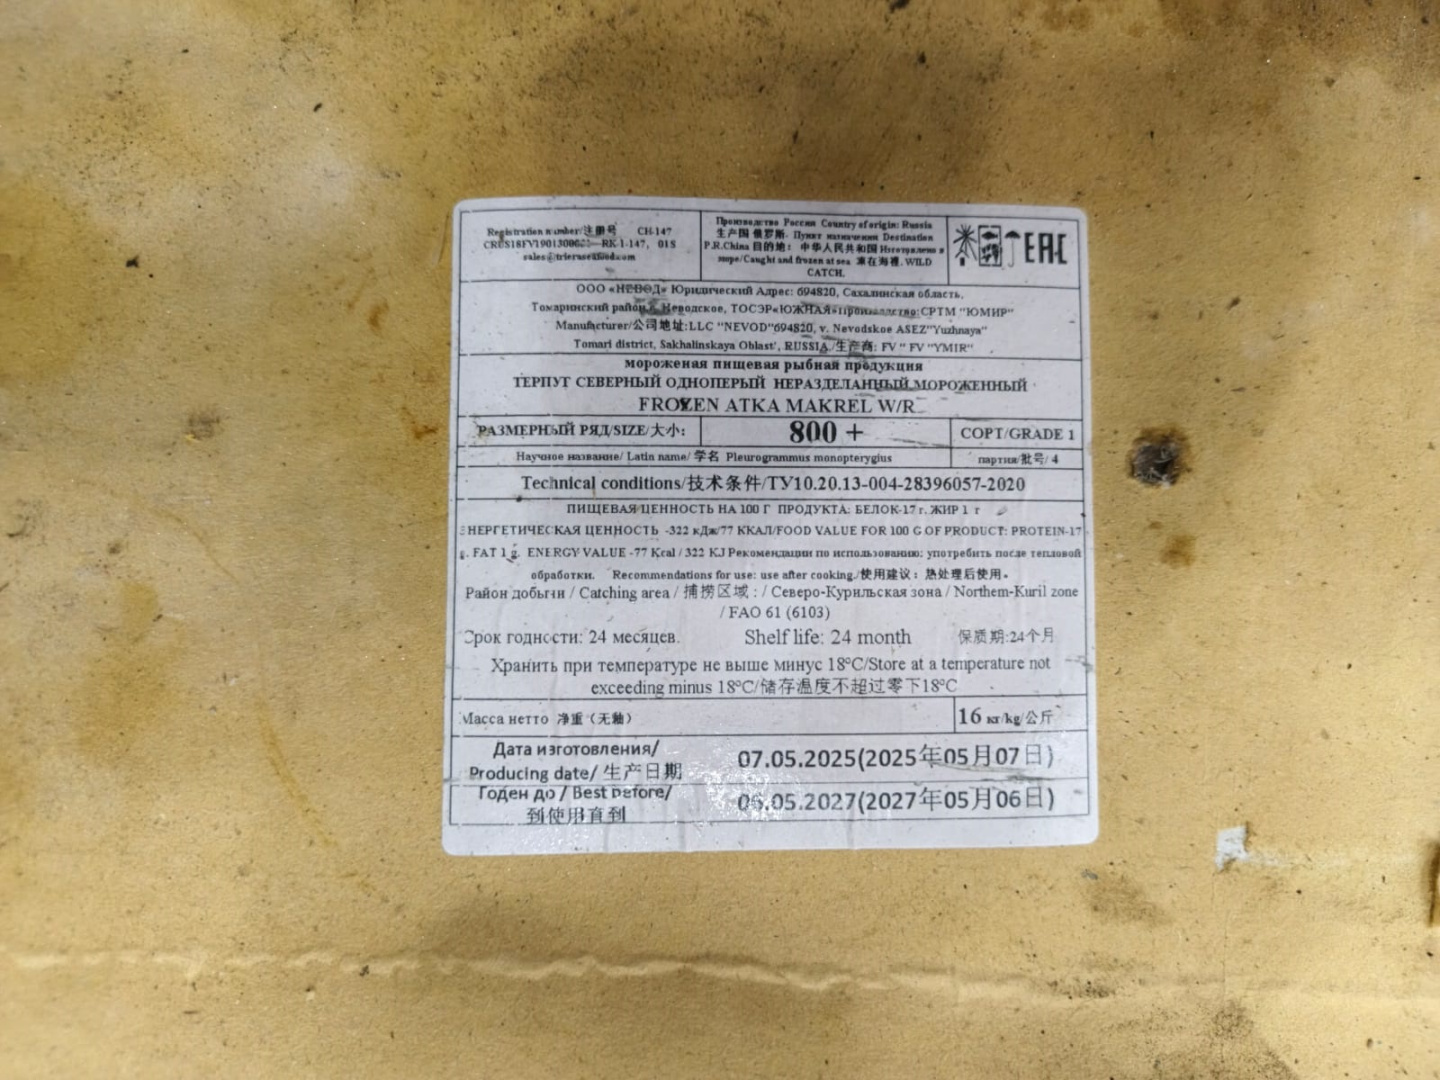 Registration number/注册号 CH-147
RK 1-147, 01S
sales@trieraseafood.com
Производство Россия Country of origin: Russia
生产国 俄罗斯. Пункт назначения Destination
P.R.China 目的地： 中华人民共和国 Изготовлено в
море/Caught and frozen at sea 凍在海裡. WILD
CATCH.
EAC
ООО «НЕВОД» Юридический Адрес: 694820, Сахалинская область,
Томаринский район, Неводское, ТОСЭР«ЮЖНАЯ»Производство:СРТМ "ЮМИР"
Manufacturer/公司地址:LLC "NEVOD"694820, v. Nevodskoe ASEZ"Yuzhnaya"
Tomari district, Sakhalinskaya Oblast', RUSSIA./生产商: FV " FV "YMIR"
мороженая пищевая рыбная продукция
ТЕРПУГ СЕВЕРНЫЙ ОДНОПЕРЫЙ НЕРАЗДЕЛАННЫЙ МОРОЖЕННЫЙ
FROZEN ATKA MAKREL W/R
РАЗМЕРНЫЙ РЯД/SIZE/大小: 800 + СОРТ/GRADE 1
Научное название/ Latin name/ 学名 Pleurogrammus monopterygius партия/批号/ 4
Technical conditions/技术条件/ТУ10.20.13-004-28396057-2020
ПИЩЕВАЯ ЦЕННОСТЬ НА 100 Г ПРОДУКТА: БЕЛОК-17 г. ЖИР 1 г
ЭНЕРГЕТИЧЕСКАЯ ЦЕННОСТЬ -322 кДж/77 ККАЛ/FOOD VALUE FOR 100 G OF PRODUCT: PROTEIN-17
g. FAT 1 g. ENERGY VALUE -77 Kcal / 322 KJ Рекомендации по использованию: употребить после тепловой
обработки. Recommendations for use: use after cooking./使用建议：热处理后使用。
Район добычи / Catching area / 捕捞区域 : / Северо-Курильская зона / Northern-Kuril zone
/ FAO 61 (6103)
Срок годности: 24 месяцев. Shelf life: 24 month 保质期:24个月
Хранить при температуре не выше минус 18°C/Store at a temperature not
exceeding minus 18°C/储存温度不超过零下18°C
Масса нетто 净重（无釉） 16 кг/kg/公斤
Дата изготовления/
Producing date/ 生产日期 07.05.2025(2025年05月07日)
Годен до / Best before/
到使用直到 06.05.2027(2027年05月06日)